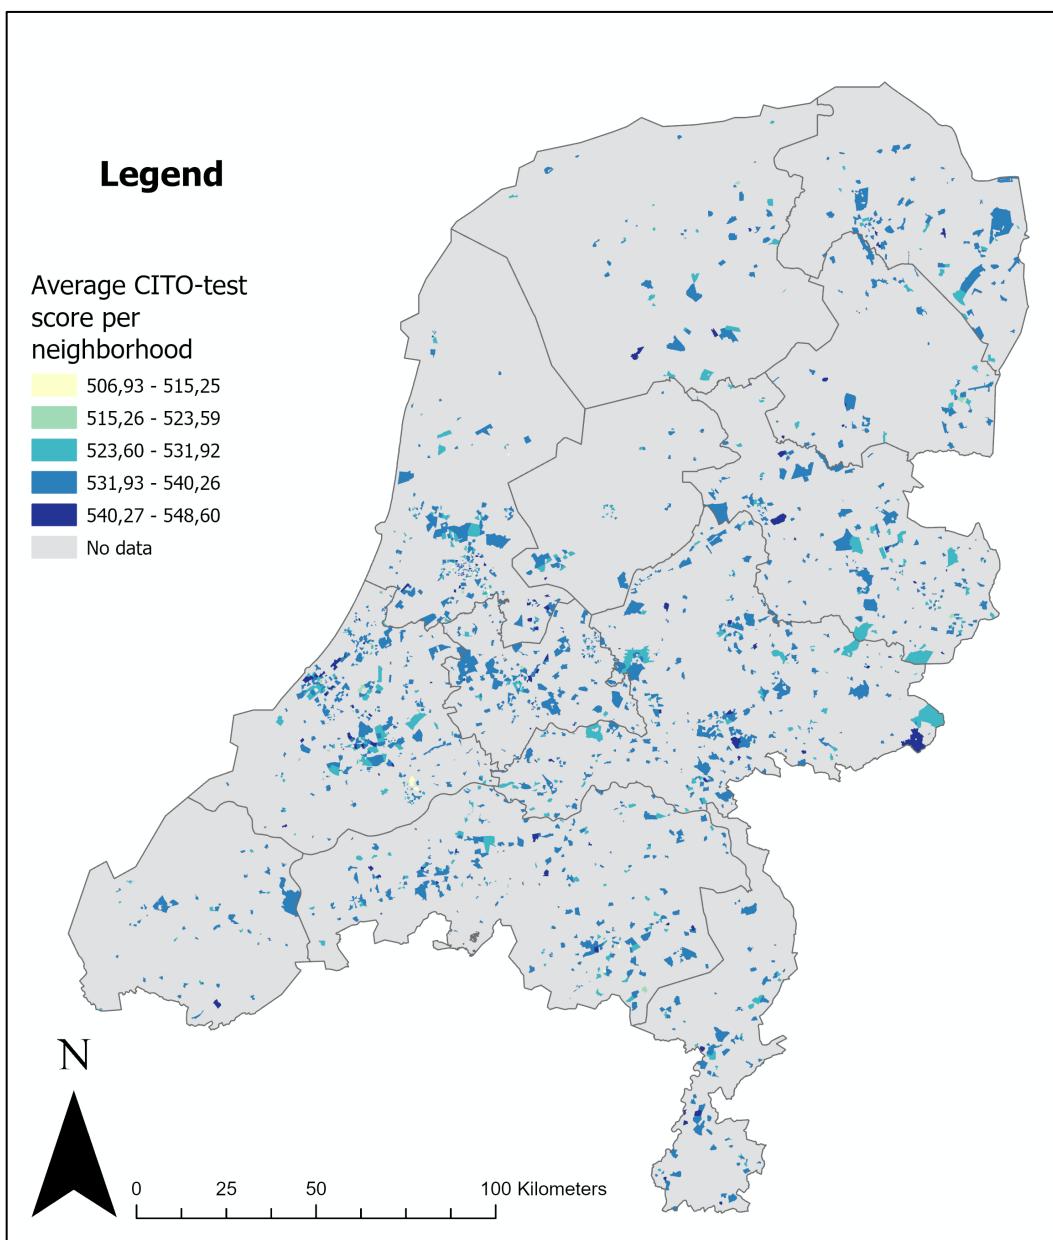 Legend
Average CITO-test
score per
neighborhood
506,93 - 515,25
515,26 - 523,59
523,60 - 531,92
531,93 - 540,26
540,27 - 548,60
No data
N
0 25 50 100 Kilometers